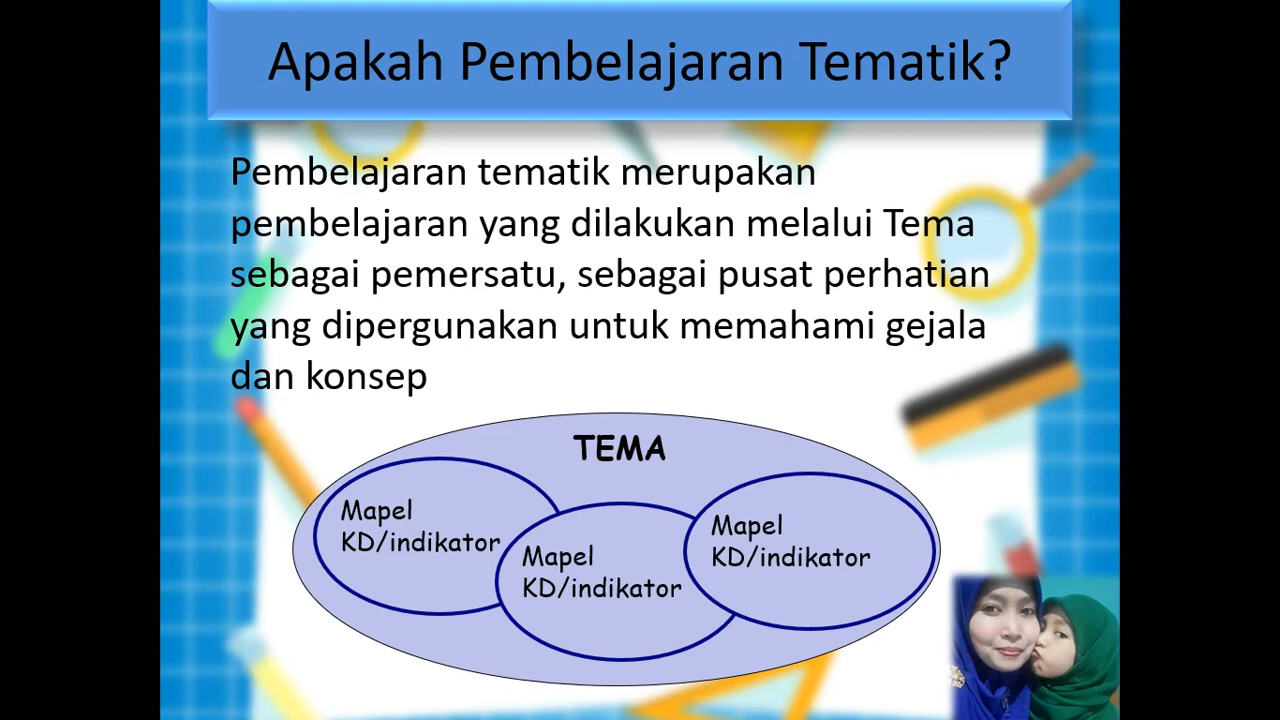 Apakah Pembelajaran Tematik?
Pembelajaran tematik merupakan
pembelajaran yang dilakukan melalui Tema
sebagai pemersatu, sebagai pusat perhatian
yang dipergunakan untuk memahami gejala
dan konsep
TEMA
Mapel
KD/indikator
Mapel
KD/indikator
Mapel
KD/indikator